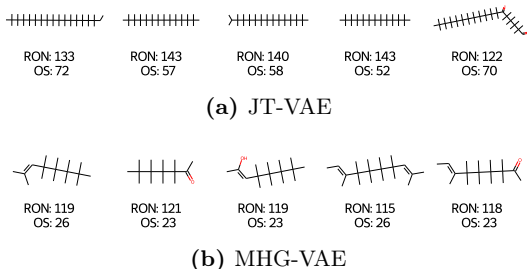 RON: 133 RON: 143 RON: 140 RON: 143 RON: 122
OS: 72 OS: 57 OS: 58 OS: 52 OS: 70
(a) JT-VAE
OH
RON: 119 RON: 121 RON: 119 RON: 115 RON: 118
OS: 26 OS: 23 OS: 23 OS: 26 OS: 23
(b) MHG-VAE